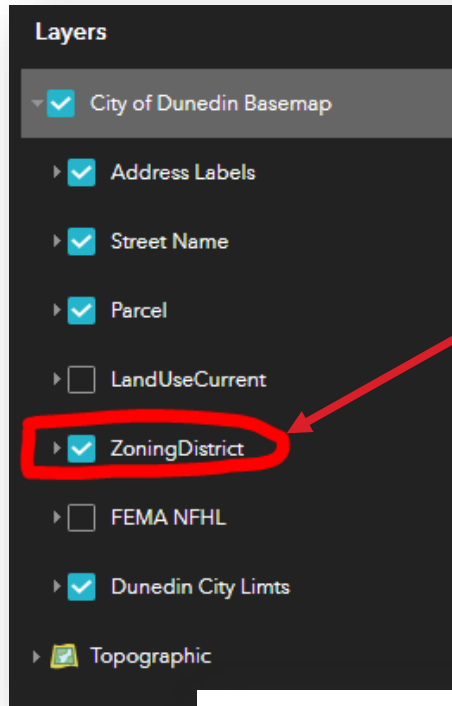 Layers
City of Dunedin Basemap
Address Labels
Street Name
Parcel
LandUseCurrent
ZoningDistrict
FEMA NFHL
Dunedin City Limts
Topographic